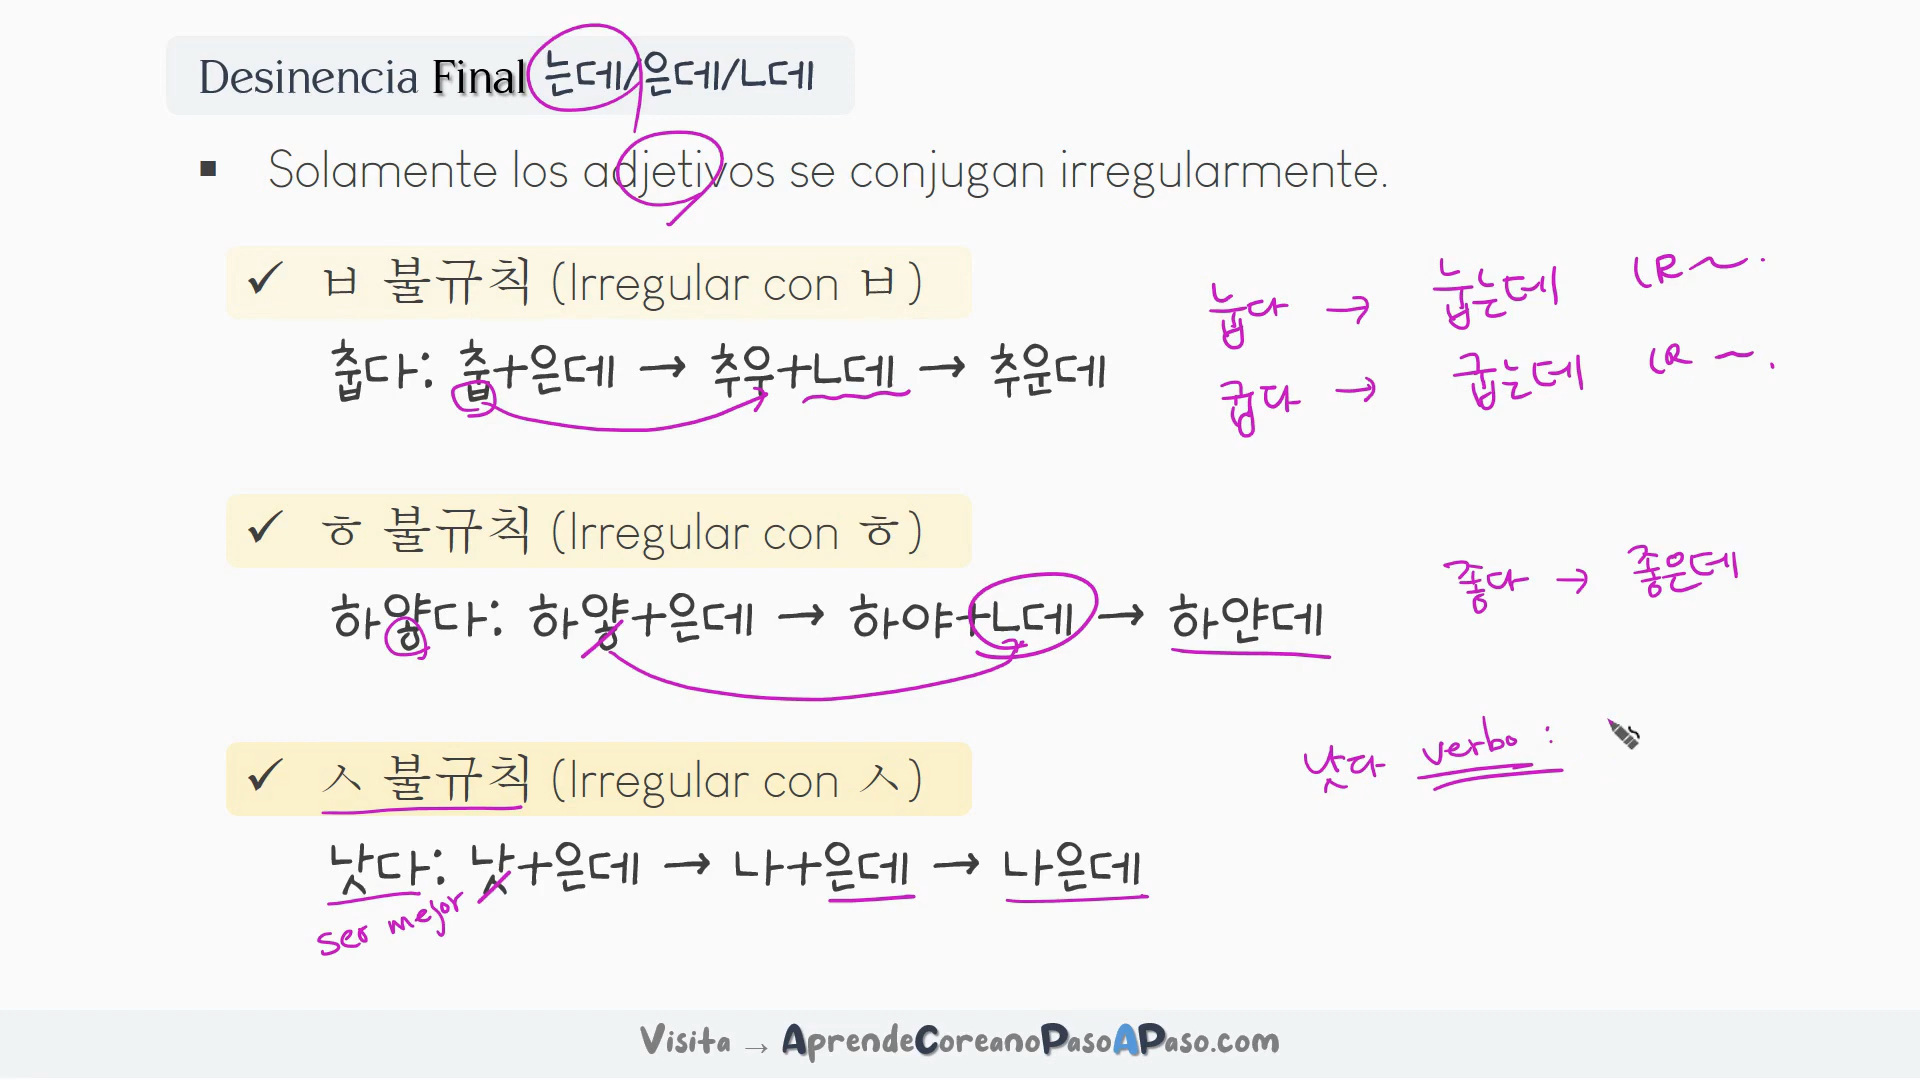 Desinencia Final 는데/은데/ㄴ데
▪ Solamente los adjetivos se conjugan irregularmente.
✓ ㅂ 불규칙 (Irregular con ㅂ)
춥다: 춥+은데 → 추우+ㄴ데 → 추운데
눕다 → 눕는데 IR~.
굽다 → 굽는데 IR~.
✓ ㅎ 불규칙 (Irregular con ㅎ)
하얗다: 하얗+은데 → 하야+ㄴ데 → 하얀데
좋다 → 좋은데
✓ ㅅ 불규칙 (Irregular con ㅅ)
낫다: 낫+은데 → 나+은데 → 나은데
ser mejor
낫다 verbo :
Visita → AprendeCoreanoPasoAPaso.com